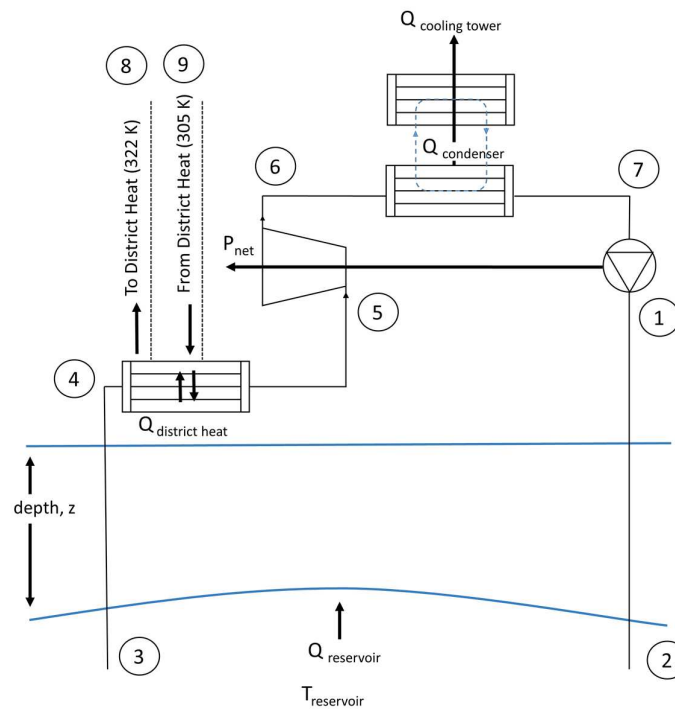 Q cooling tower
8
9
To District Heat (322 K)
From District Heat (305 K)
Q condenser
6
7
P net
5
1
4
Q district heat
depth, z
3
Q reservoir
2
T reservoir